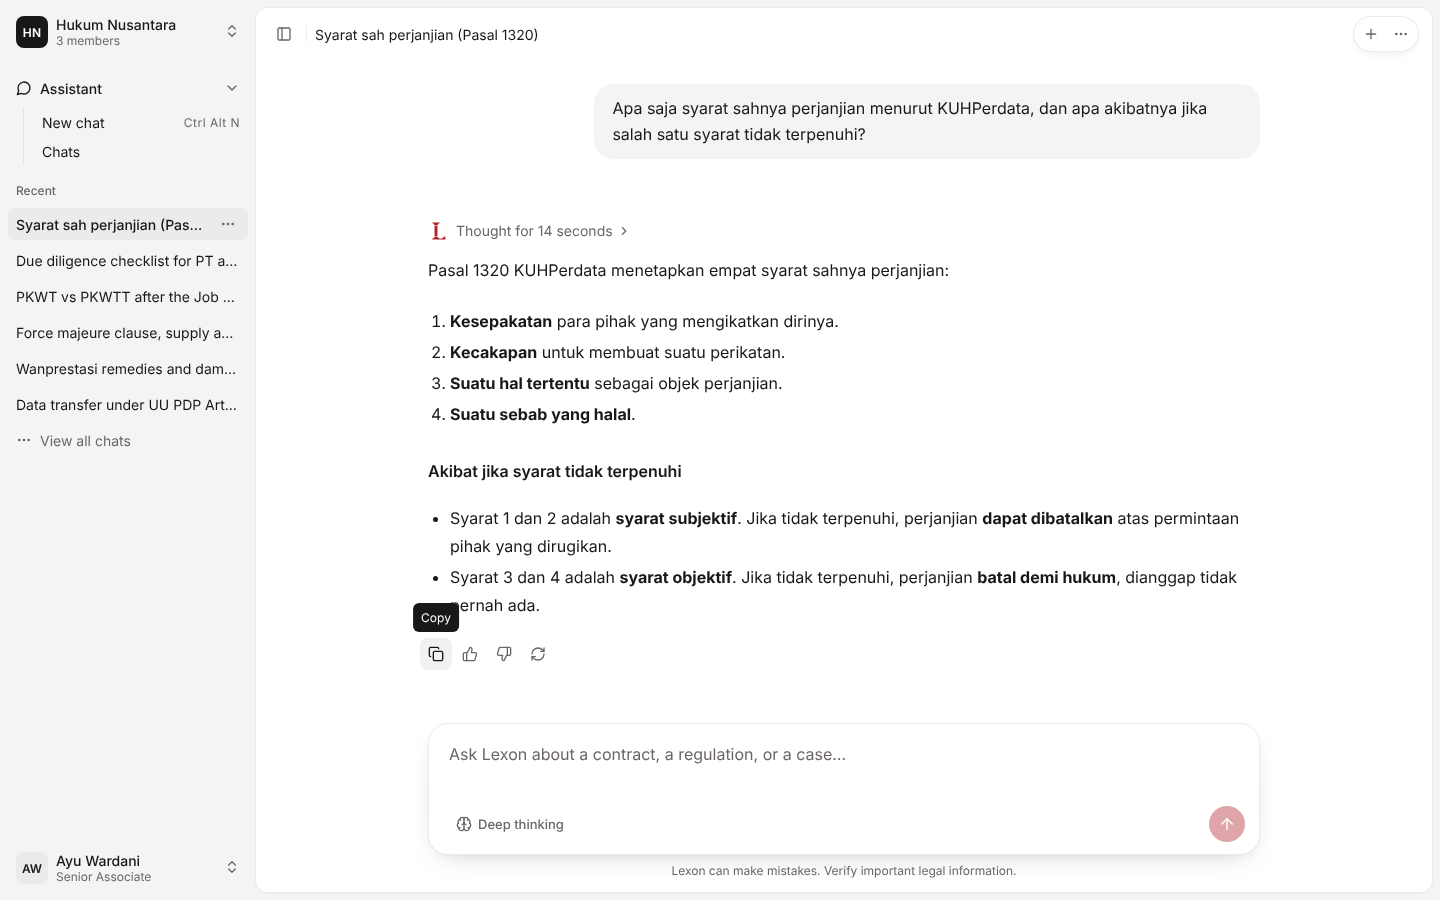 HN
Hukum Nusantara
3 members
Assistant
New chat
Ctrl Alt N
Chats
Recent
Syarat sah perjanjian (Pas...
Due diligence checklist for PT a...
PKWT vs PKWTT after the Job ...
Force majeure clause, supply a...
Wanprestasi remedies and dam...
Data transfer under UU PDP Art...
View all chats
AW
Ayu Wardani
Senior Associate
Syarat sah perjanjian (Pasal 1320)
Apa saja syarat sahnya perjanjian menurut KUHPerdata, dan apa akibatnya jika
salah satu syarat tidak terpenuhi?
L
Thought for 14 seconds
Pasal 1320 KUHPerdata menetapkan empat syarat sahnya perjanjian:
1. Kesepakatan para pihak yang mengikatkan dirinya.
2. Kecakapan untuk membuat suatu perikatan.
3. Suatu hal tertentu sebagai objek perjanjian.
4. Suatu sebab yang halal.
Akibat jika syarat tidak terpenuhi
• Syarat 1 dan 2 adalah syarat subjektif. Jika tidak terpenuhi, perjanjian dapat dibatalkan atas permintaan
pihak yang dirugikan.
• Syarat 3 dan 4 adalah syarat objektif. Jika tidak terpenuhi, perjanjian batal demi hukum, dianggap tidak
pernah ada.
Copy
Ask Lexon about a contract, a regulation, or a case...
Deep thinking
Lexon can make mistakes. Verify important legal information.